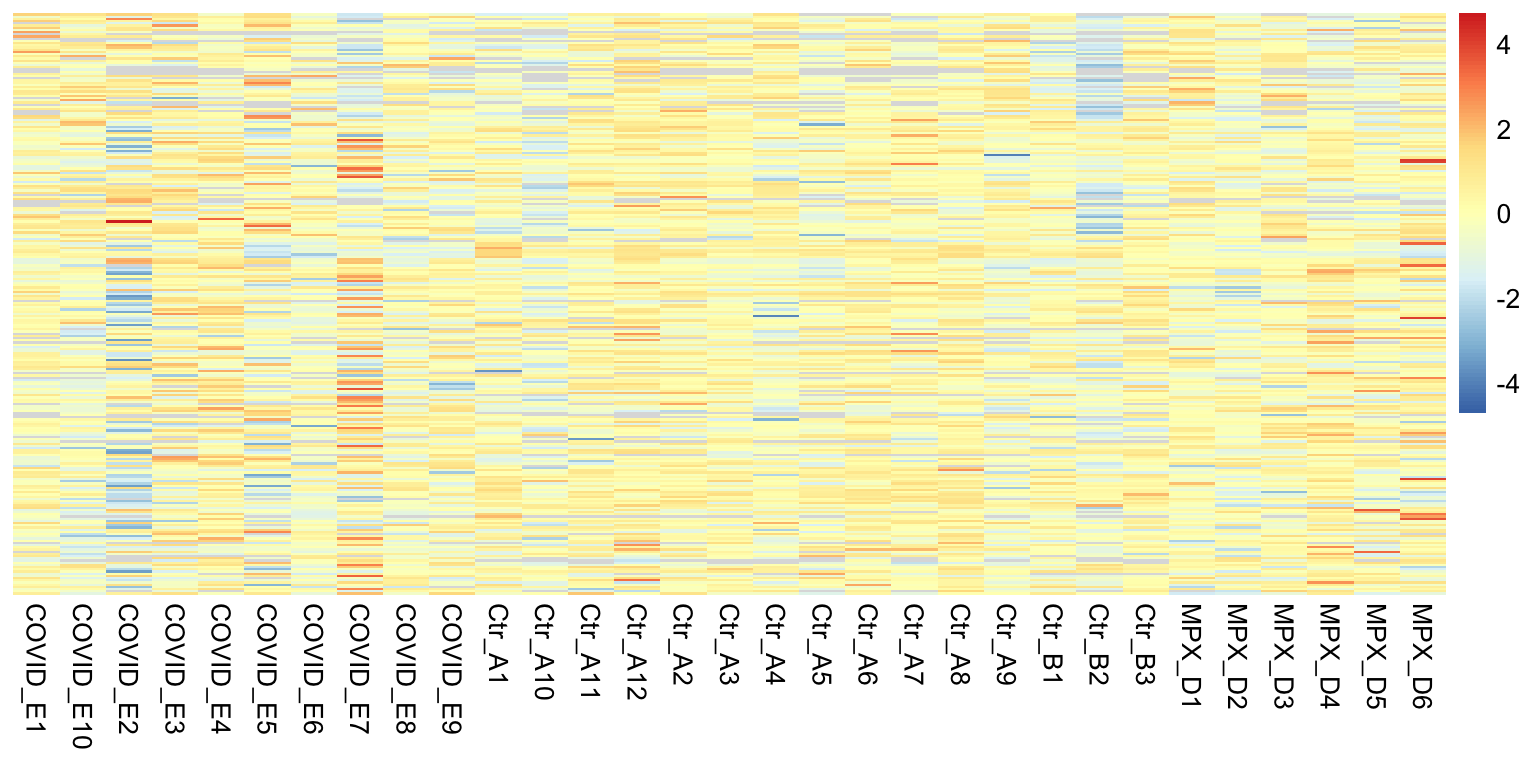 4
2
0
-2
-4
COVID_E1
COVID_E10
COVID_E2
COVID_E3
COVID_E4
COVID_E5
COVID_E6
COVID_E7
COVID_E8
COVID_E9
Ctr_A1
Ctr_A10
Ctr_A11
Ctr_A12
Ctr_A2
Ctr_A3
Ctr_A4
Ctr_A5
Ctr_A6
Ctr_A7
Ctr_A8
Ctr_A9
Ctr_B1
Ctr_B2
Ctr_B3
MPX_D1
MPX_D2
MPX_D3
MPX_D4
MPX_D5
MPX_D6